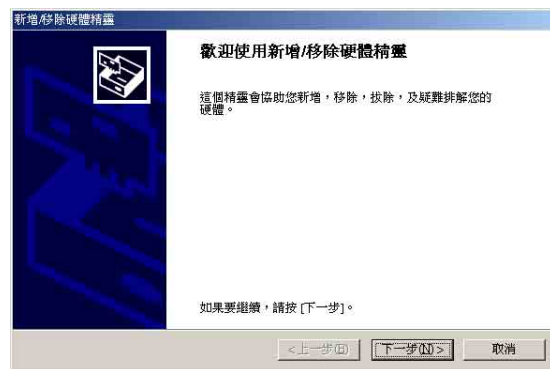 新增/移除硬體精靈
歡迎使用新增/移除硬體精靈
這個精靈會協助您新增，移除，拔除，及疑難排解您的
硬體。
如果要繼續，請按 [下一步]。
<上一步(B)
下一步(N)>
取消